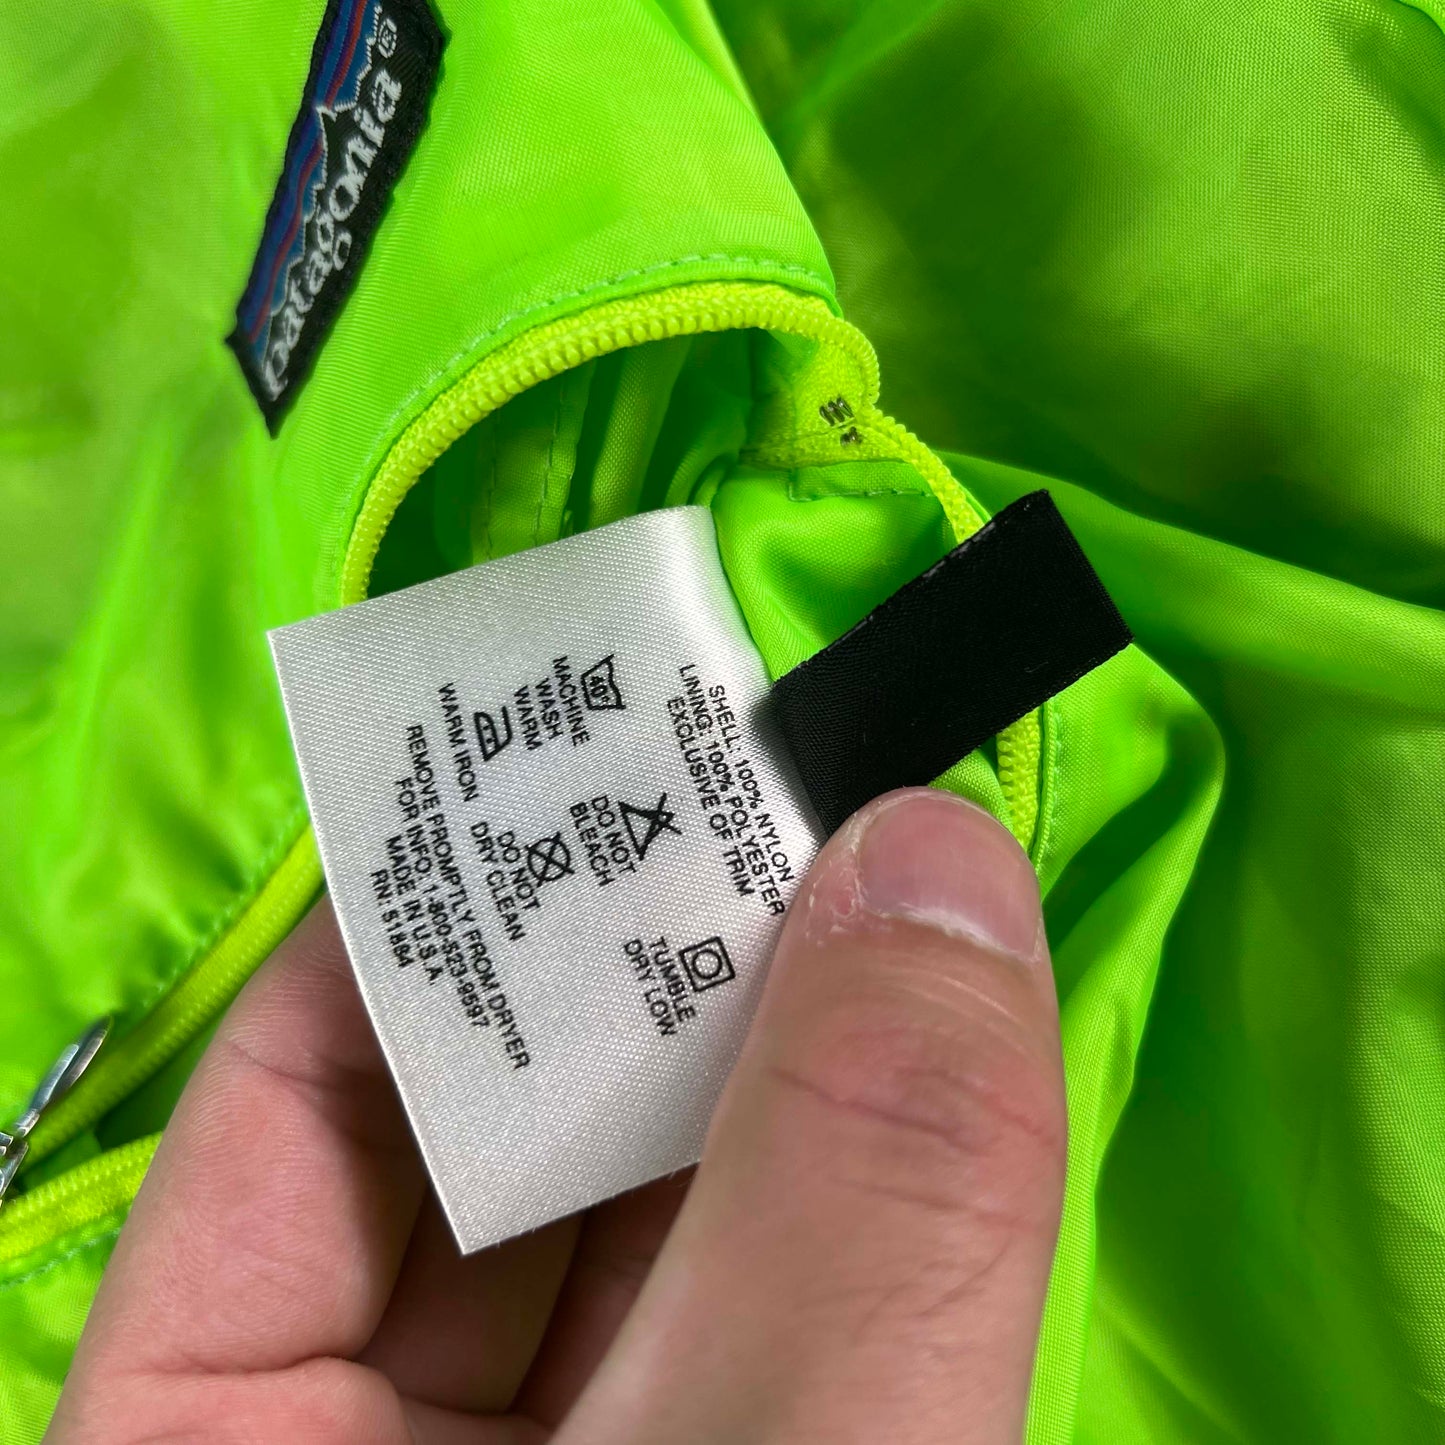 patagonia®
SHELL: 100% NYLON
LINING: 100% POLYESTER
EXCLUSIVE OF TRIM
40°
MACHINE
WASH
WARM
DO NOT
BLEACH
TUMBLE
DRY LOW
WARM IRON
DO NOT
DRY CLEAN
REMOVE PROMPTLY FROM DRYER
FOR INFO. 1-800-523-9597
MADE IN U.S.A.
RN: 51884